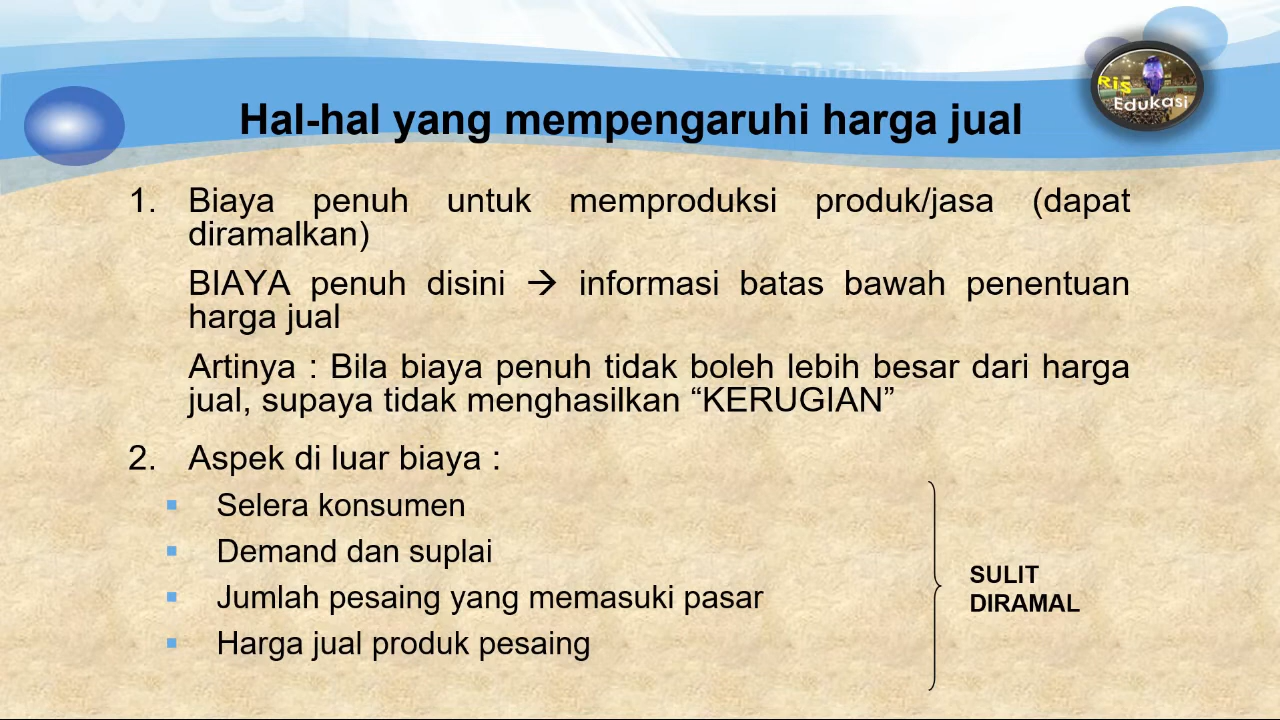 Ris
Edukasi
Hal-hal yang mempengaruhi harga jual
1. Biaya penuh untuk memproduksi produk/jasa (dapat
diramalkan)
BIAYA penuh disini → informasi batas bawah penentuan
harga jual
Artinya : Bila biaya penuh tidak boleh lebih besar dari harga
jual, supaya tidak menghasilkan “KERUGIAN”
2. Aspek di luar biaya :
▪ Selera konsumen
▪ Demand dan suplai
▪ Jumlah pesaing yang memasuki pasar
▪ Harga jual produk pesaing
SULIT
DIRAMAL